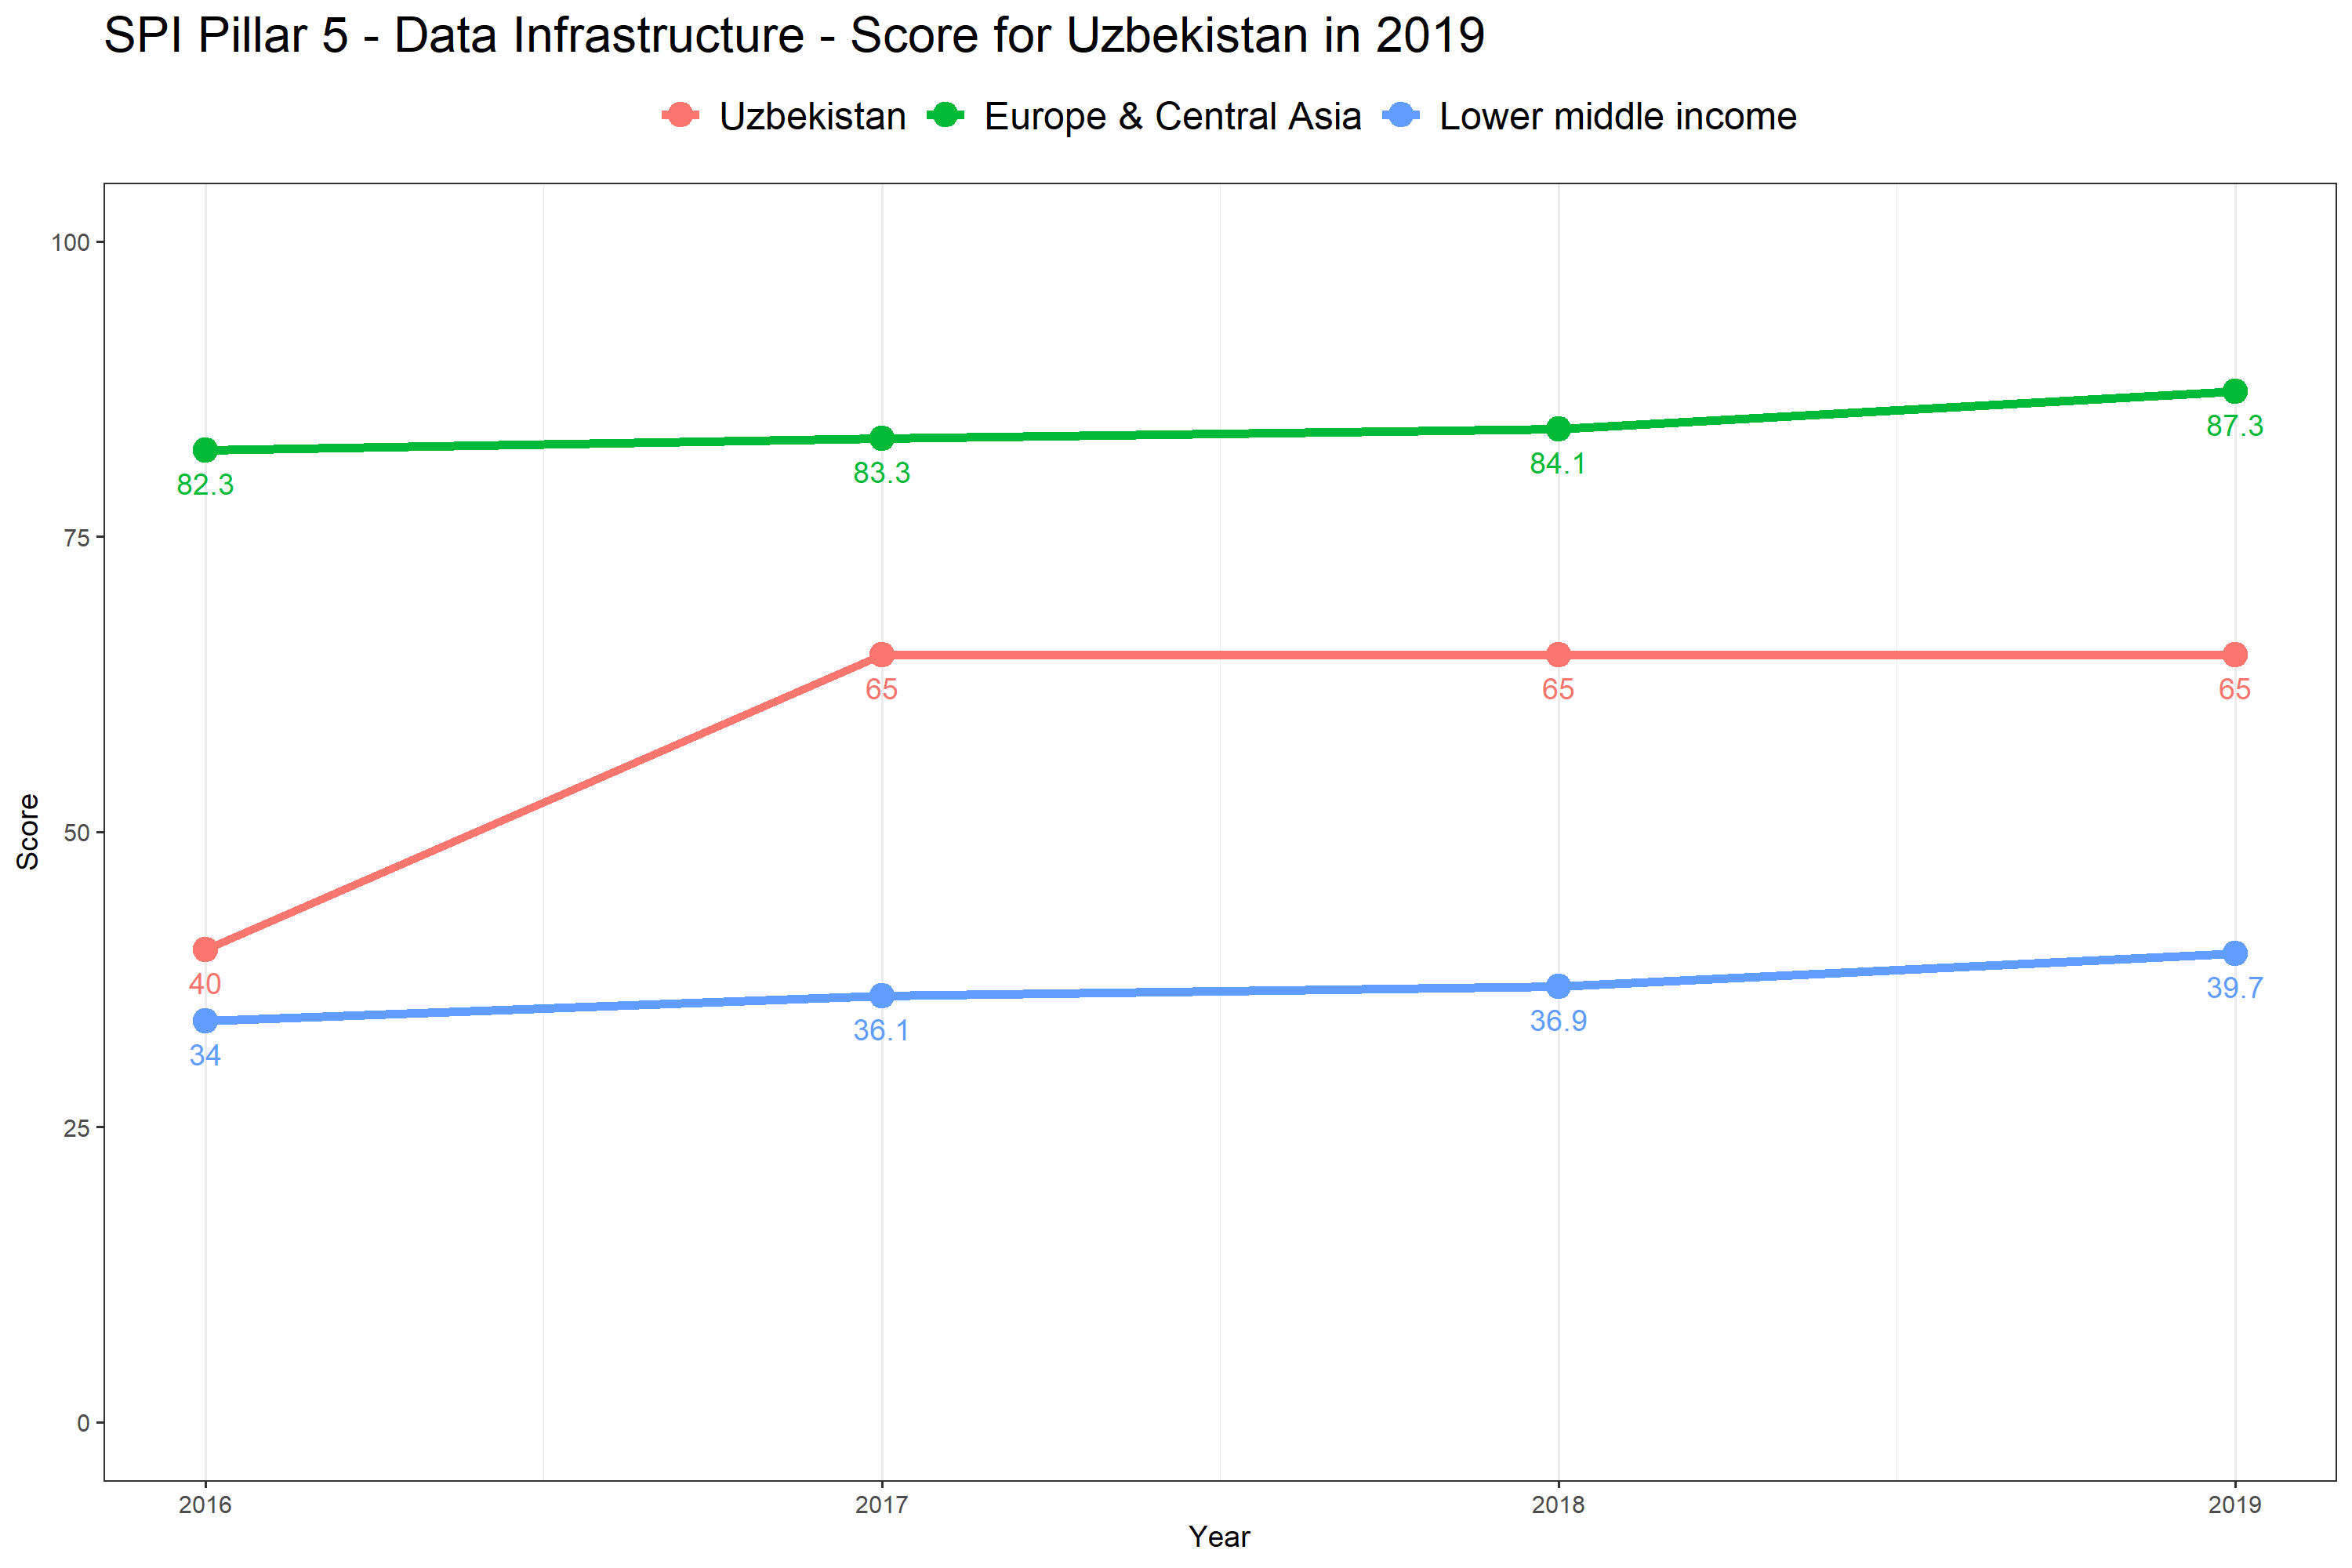 SPI Pillar 5 - Data Infrastructure - Score for Uzbekistan in 2019
Uzbekistan Europe & Central Asia Lower middle income
100
87.3
84.1
83.3
82.3
75
65 65 65
Score
50
40
39.7
36.9
36.1
34
25
0
2016 2017 2018 2019
Year